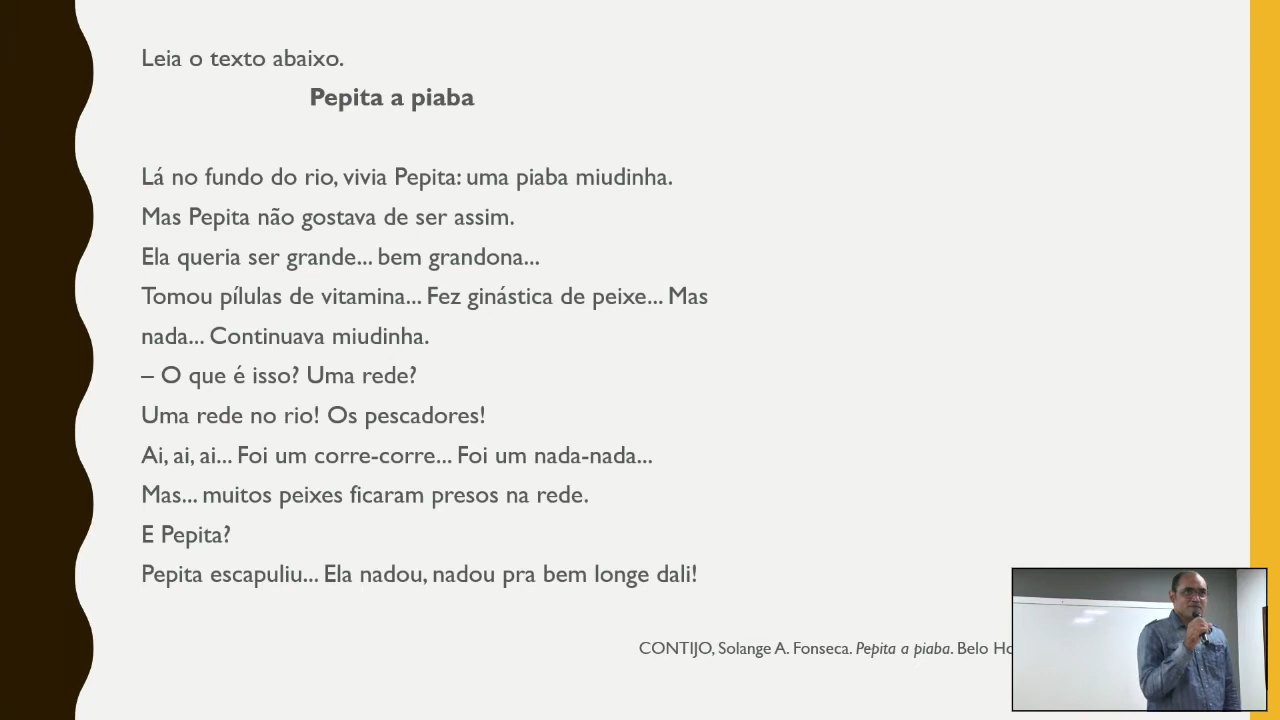 Leia o texto abaixo.
Pepita a piaba
Lá no fundo do rio, vivia Pepita: uma piaba miudinha.
Mas Pepita não gostava de ser assim.
Ela queria ser grande... bem grandona...
Tomou pílulas de vitamina... Fez ginástica de peixe... Mas
nada... Continuava miudinha.
– O que é isso? Uma rede?
Uma rede no rio! Os pescadores!
Ai, ai, ai... Foi um corre-corre... Foi um nada-nada...
Mas... muitos peixes ficaram presos na rede.
E Pepita?
Pepita escapuliu... Ela nadou, nadou pra bem longe dali!
CONTIJO, Solange A. Fonseca. Pepita a piaba. Belo